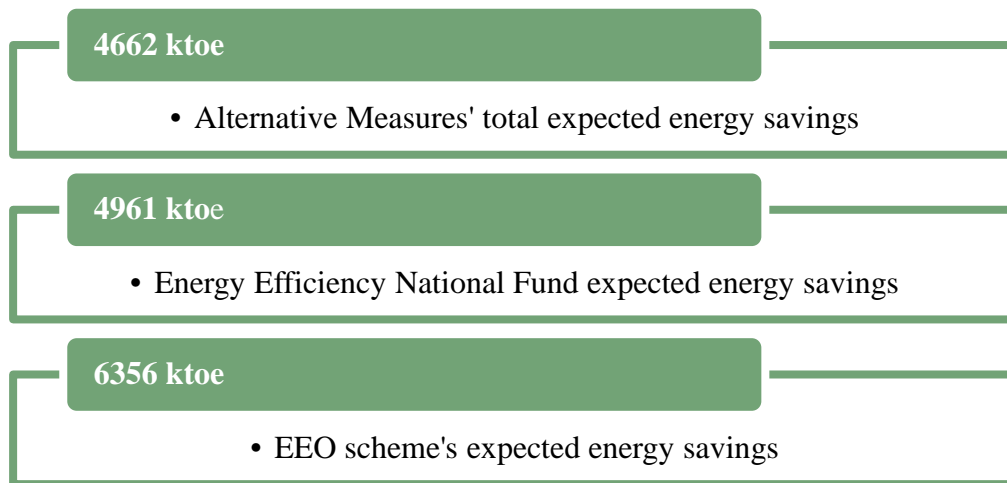 4662 ktoe
• Alternative Measures' total expected energy savings
4961 ktoe
• Energy Efficiency National Fund expected energy savings
6356 ktoe
• EEO scheme's expected energy savings